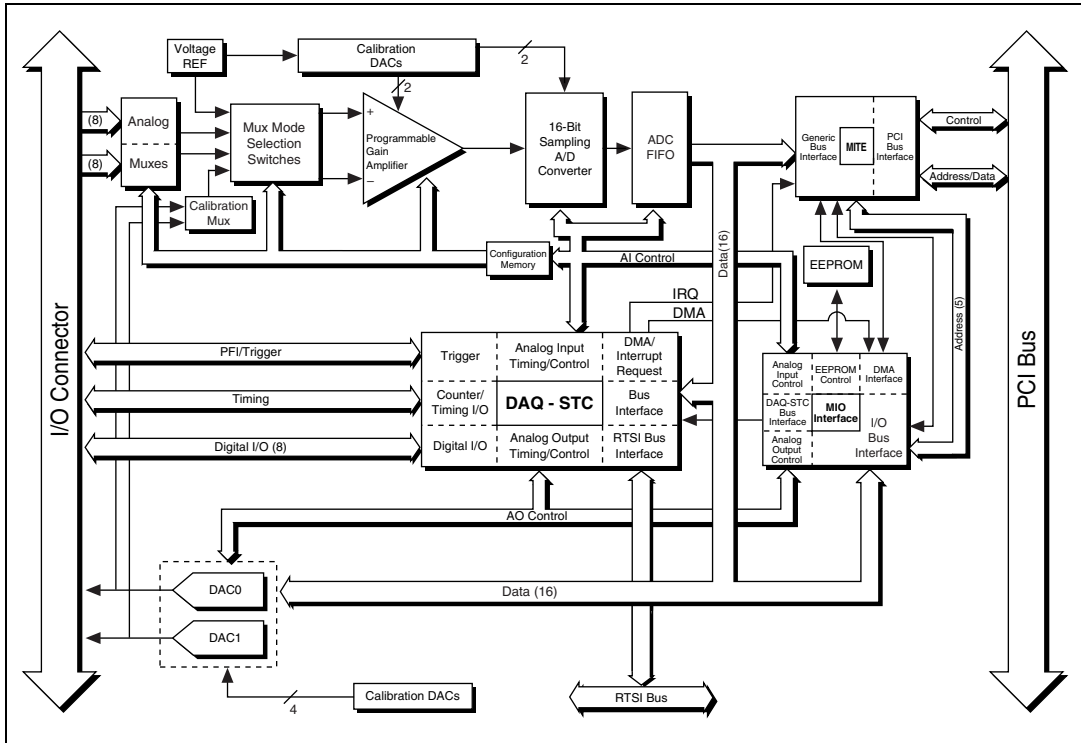 Voltage
REF
Calibration
DACs
2
2
(8)
(8)
Analog
Muxes
Mux Mode
Selection
Switches
+
Programmable
Gain
Amplifier
−
16-Bit
Sampling
A/D
Converter
ADC
FIFO
Generic
Bus
Interface
MITE
PCI
Bus
Interface
Control
Address/Data
Calibration
Mux
Configuration
Memory
AI Control
Data(16)
IRQ
DMA
EEPROM
Address (5)
I/O Connector
PCI Bus
PFI/Trigger
Timing
Digital I/O (8)
Trigger
Analog Input
Timing/Control
DMA/
Interrupt
Request
Counter/
Timing I/O
DAQ - STC
Bus
Interface
Digital I/O
Analog Output
Timing/Control
RTSI Bus
Interface
Analog
Input
Control
EEPROM
Control
DMA
Interface
DAQ-STC
Bus
Interface
MIO
Interface
I/O
Bus
Interface
Analog
Output
Control
AO Control
DAC0
DAC1
Data (16)
4
Calibration DACs
RTSI Bus